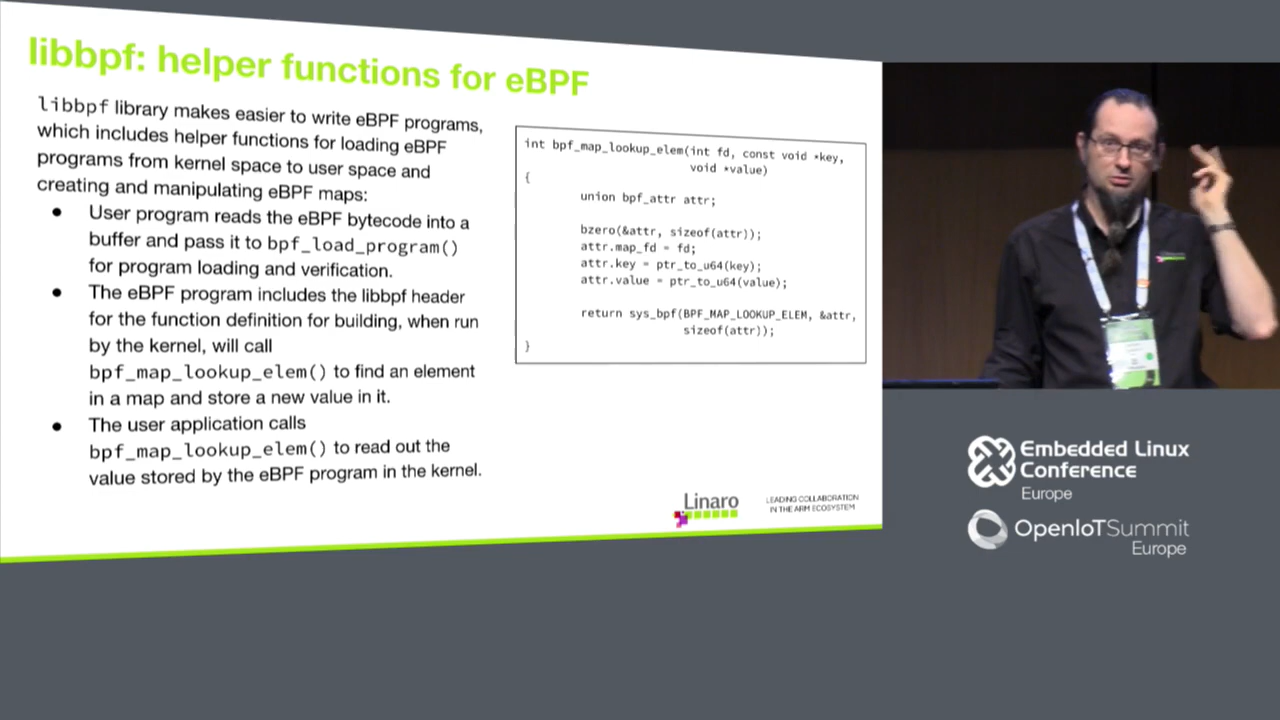 libbpf: helper functions for eBPF
libbpf library makes easier to write eBPF programs,
which includes helper functions for loading eBPF
programs from kernel space to user space and
creating and manipulating eBPF maps:
● User program reads the eBPF bytecode into a
buffer and pass it to bpf_load_program()
for program loading and verification.
● The eBPF program includes the libbpf header
for the function definition for building, when run
by the kernel, will call
bpf_map_lookup_elem() to find an element
in a map and store a new value in it.
● The user application calls
bpf_map_lookup_elem() to read out the
value stored by the eBPF program in the kernel.
int bpf_map_lookup_elem(int fd, const void *key,
void *value)
{
union bpf_attr attr;
bzero(&attr, sizeof(attr));
attr.map_fd = fd;
attr.key = ptr_to_u64(key);
attr.value = ptr_to_u64(value);
return sys_bpf(BPF_MAP_LOOKUP_ELEM, &attr,
sizeof(attr));
}
Linaro
LEADING COLLABORATION
IN THE ARM ECOSYSTEM
Embedded Linux
Conference
Europe
OpenIoTSummit
Europe